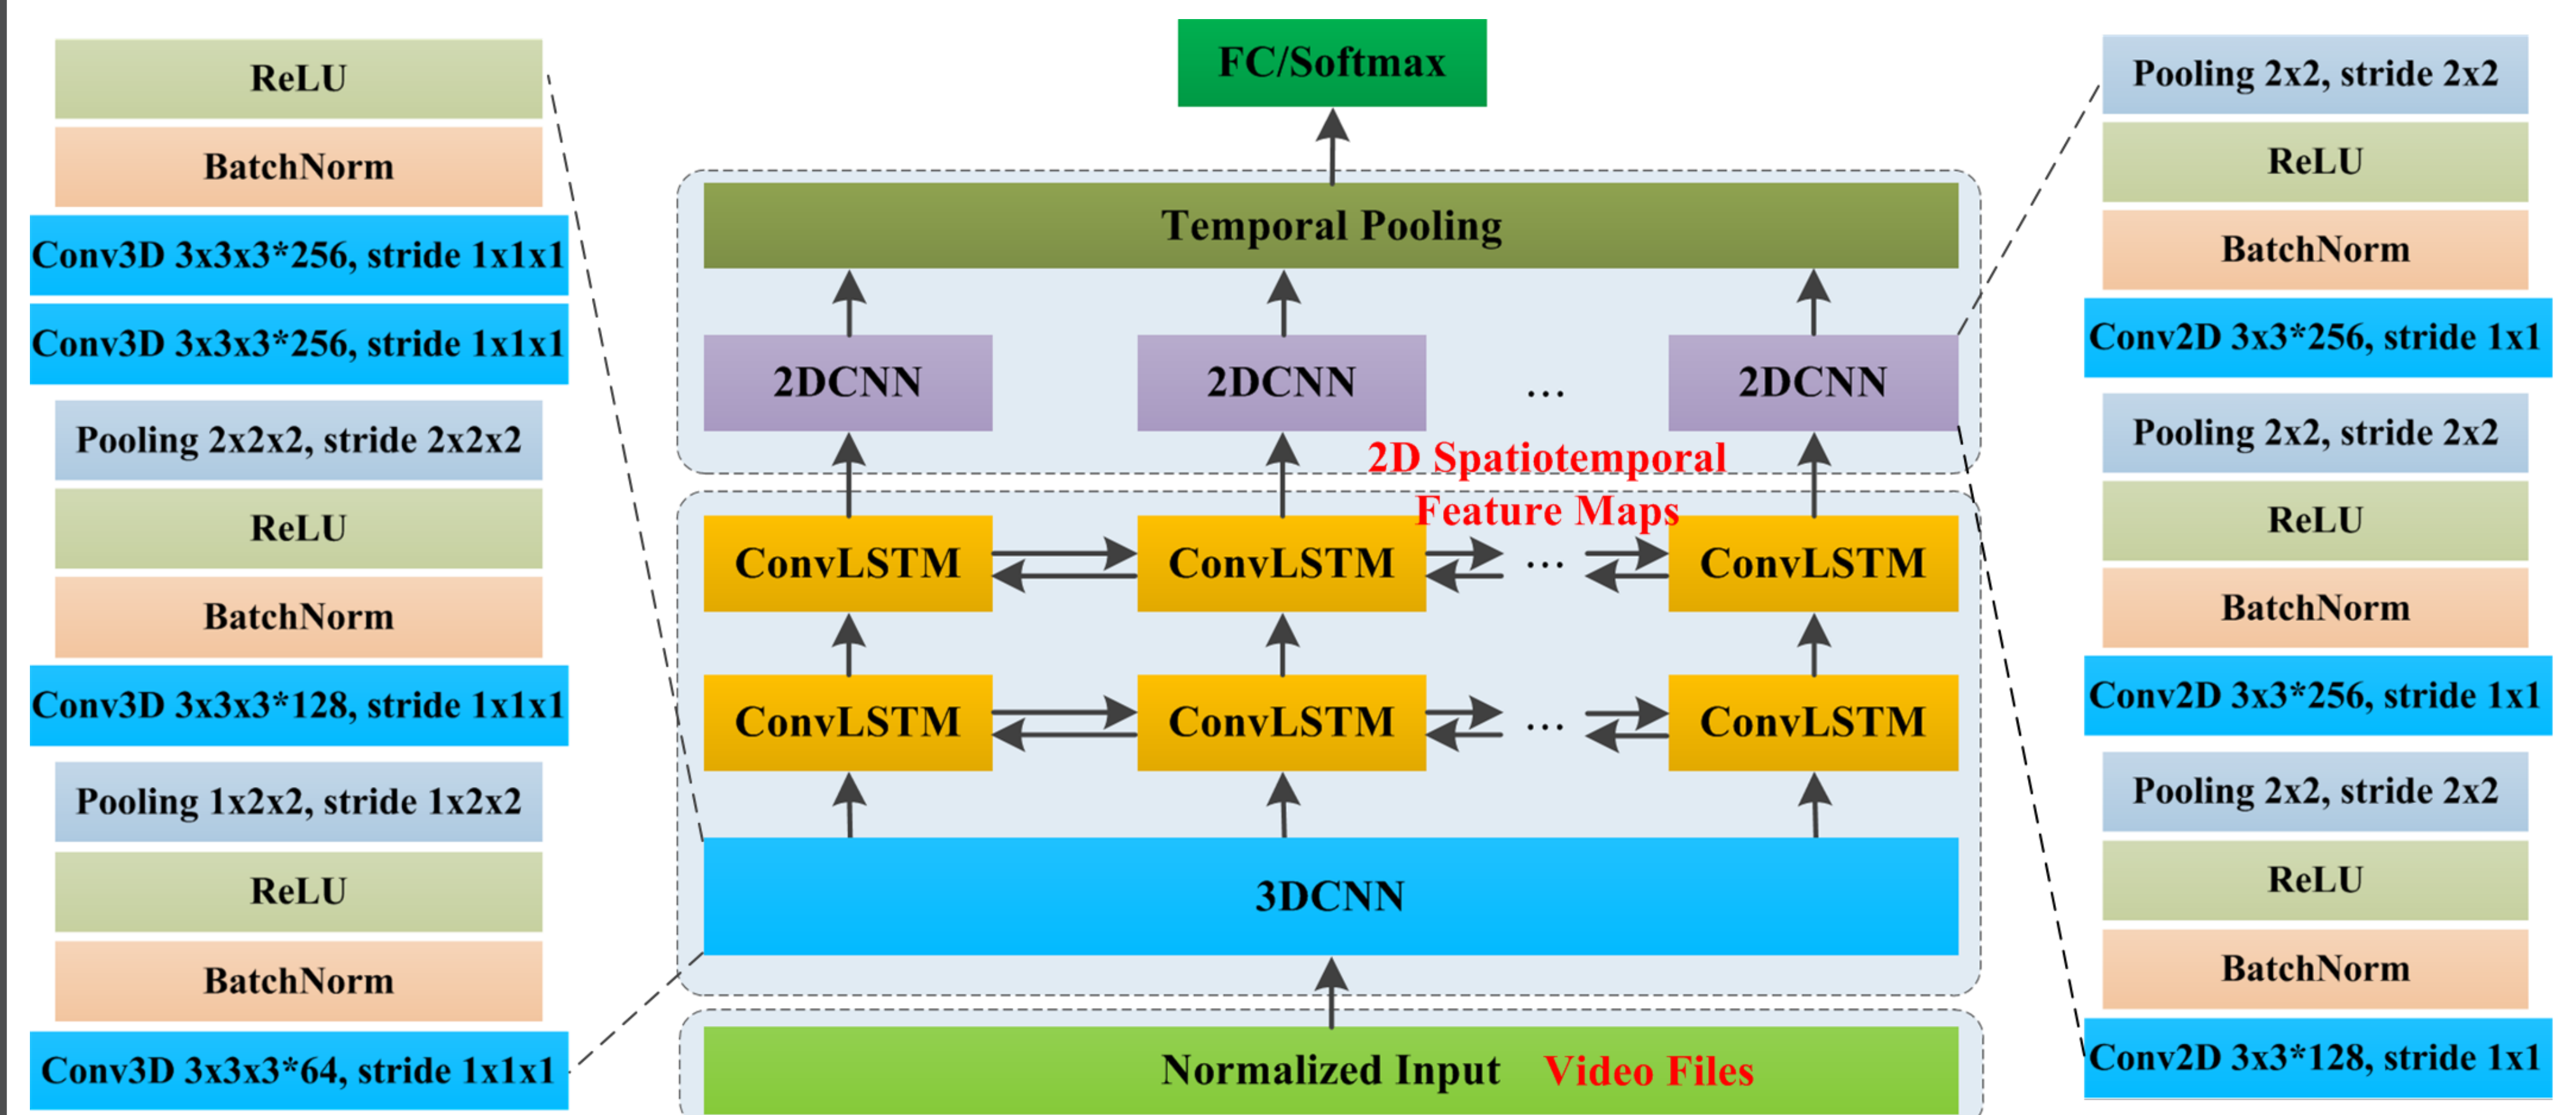 ReLU
BatchNorm
Conv3D 3x3x3*256, stride 1x1x1
Conv3D 3x3x3*256, stride 1x1x1
Pooling 2x2x2, stride 2x2x2
ReLU
BatchNorm
Conv3D 3x3x3*128, stride 1x1x1
Pooling 1x2x2, stride 1x2x2
ReLU
BatchNorm
Conv3D 3x3x3*64, stride 1x1x1
FC/Softmax
Temporal Pooling
2DCNN
2DCNN
...
2DCNN
2D Spatiotemporal
Feature Maps
ConvLSTM
ConvLSTM
...
ConvLSTM
ConvLSTM
ConvLSTM
...
ConvLSTM
3DCNN
Normalized Input Video Files
Pooling 2x2, stride 2x2
ReLU
BatchNorm
Conv2D 3x3*256, stride 1x1
Pooling 2x2, stride 2x2
ReLU
BatchNorm
Conv2D 3x3*256, stride 1x1
Pooling 2x2, stride 2x2
ReLU
BatchNorm
Conv2D 3x3*128, stride 1x1